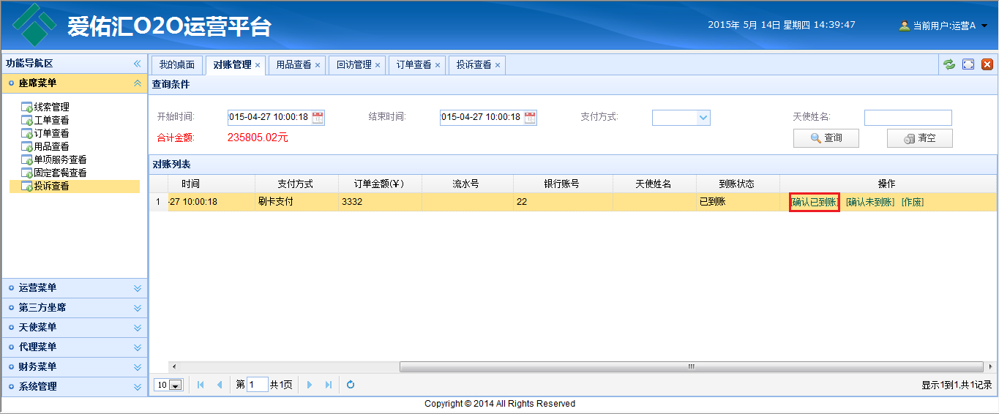 爱佑汇O2O运营平台
2015年 5月 14日 星期四 14:39:47
当前用户:运营A
功能导航区
座席菜单
线索管理
工单查看
订单查看
用品查看
单项服务查看
固定套餐查看
投诉查看
运营菜单
第三方坐席
天使菜单
代理菜单
财务菜单
系统管理
我的桌面 对账管理 用品查看 回访管理 订单查看 投诉查看
查询条件
开始时间: 2015-04-27 10:00:18 结束时间: 2015-04-27 10:00:18 支付方式: 天使姓名:
合计金额: 235805.02元 查询 清空
对账列表
时间 支付方式 订单金额(￥) 流水号 银行账号 天使姓名 到账状态 操作
1 -27 10:00:18 刷卡支付 3332 22 已到账 [确认已到账] [确认未到账] [作废]
10 第 1 共1页 显示1到1,共1记录
Copyright © 2014 All Rights Reserved